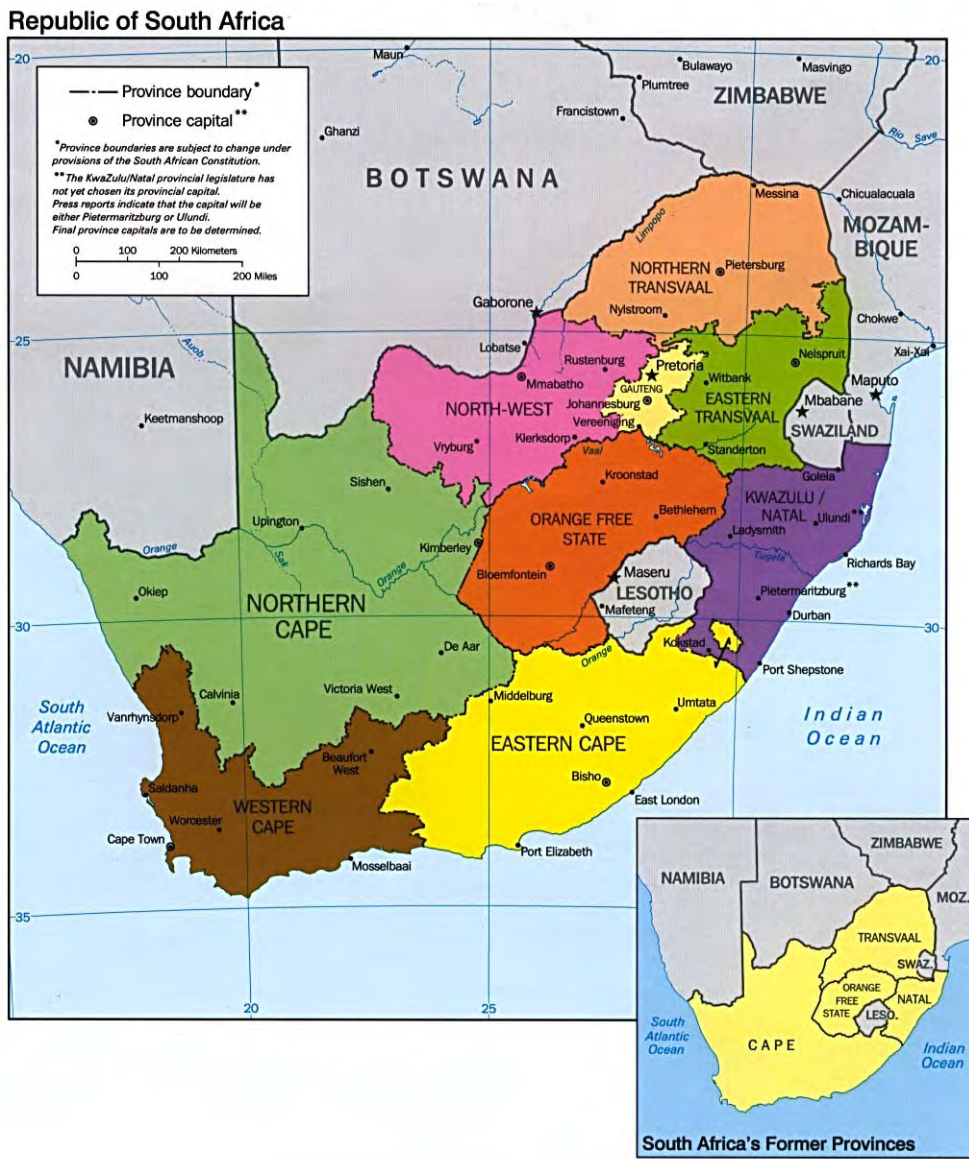 Republic of South Africa
20
20
Province boundary*
Province capital**
*Province boundaries are subject to change under
provisions of the South African Constitution.
**The KwaZulu/Natal provincial legislature has
not yet chosen its provincial capital.
Press reports indicate that the capital will be
either Pietermaritzburg or Ulundi.
Final province capitals are to be determined.
0 100 200 Kilometers
0 100 200 Miles
Maun
Bulawayo
Masvingo
Plumtree
ZIMBABWE
Francistown
Rio Save
Ghanzi
BOTSWANA
Messina
Chicualacuala
Limpopo
MOZAM-
BIQUE
NORTHERN
TRANSVAAL
Pietersburg
Gaborone
Nylstroom
Chokwe
25
25
Auob
Lobatse
Rustenburg
Nelspruit
Xai-Xai
NAMIBIA
Mmabatho
Pretoria
GAUTENG
Witbank
Maputo
Keetmanshoop
NORTH-WEST
Johannesburg
EASTERN
TRANSVAAL
Mbabane
Vereeniging
SWAZILAND
Vryburg
Klerksdorp
Vaal
Standerton
Golela
Sishen
Kroonstad
KWAZULU /
NATAL
Upington
ORANGE FREE
STATE
Bethlehem
Ulundi
**
Ladysmith
Orange
Sak
Kimberley
Tugela
Orange
Bloemfontein
Maseru
Richards Bay
LESOTHO
Okiep
NORTHERN
CAPE
Mafeteng
Pietermaritzburg**
Durban
30
30
Orange
Kokstad
De Aar
Port Shepstone
Calvinia
Victoria West
Middelburg
South
Atlantic
Ocean
Vanrhynsdorp
Umtata
Indian
Ocean
Queenstown
EASTERN CAPE
Beaufort
West
Bisho
Saldanha
WESTERN
CAPE
East London
Worcester
Cape Town
Port Elizabeth
Mosselbaai
35
20
25
ZIMBABWE
NAMIBIA
BOTSWANA
MOZ.
TRANSVAAL
SWAZ.
ORANGE
FREE
STATE
NATAL
LESO.
South
Atlantic
Ocean
CAPE
Indian
Ocean
South Africa's Former Provinces